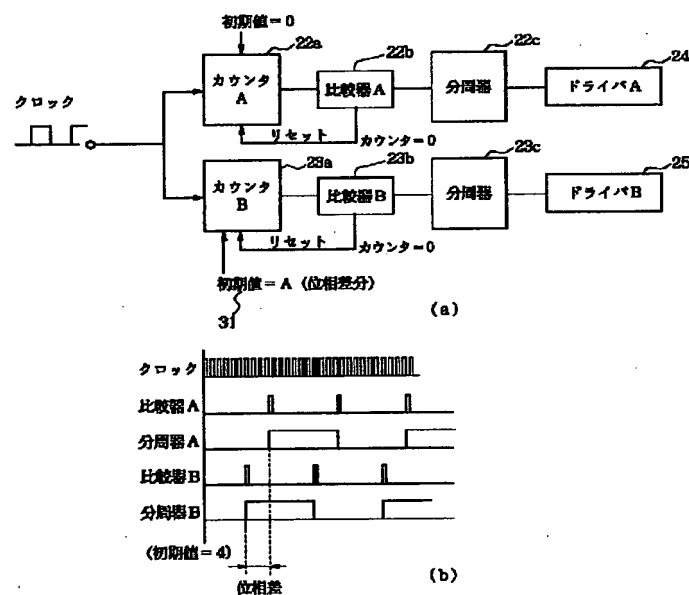 初期値=0
22a
22b
22c
24
クロック
カウンタ
A
比較器A
分周器
ドライバA
リセット
カウンター=0
23a
23b
23c
25
カウンタ
B
比較器B
分周器
ドライバB
リセット
カウンター=0
初期値=A(位相差分)
31
(a)
クロック
比較器A
分周器A
比較器B
分周器B
(初期値=4)
位相差
(b)